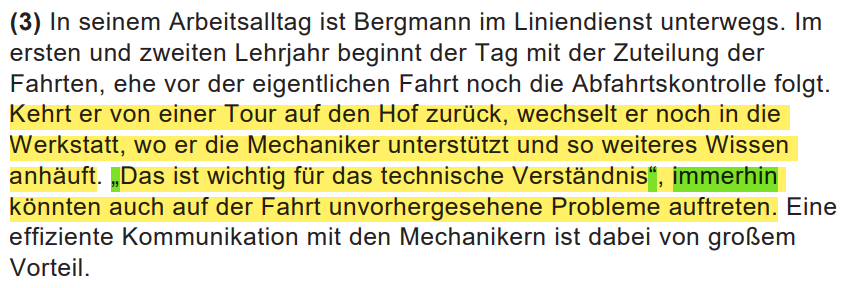 (3) In seinem Arbeitsalltag ist Bergmann im Liniendienst unterwegs. Im
ersten und zweiten Lehrjahr beginnt der Tag mit der Zuteilung der
Fahrten, ehe vor der eigentlichen Fahrt noch die Abfahrtskontrolle folgt.
Kehrt er von einer Tour auf den Hof zurück, wechselt er noch in die
Werkstatt, wo er die Mechaniker unterstützt und so weiteres Wissen
anhäuft. „Das ist wichtig für das technische Verständnis“, immerhin
könnten auch auf der Fahrt unvorhergesehene Probleme auftreten. Eine
effiziente Kommunikation mit den Mechanikern ist dabei von großem
Vorteil.